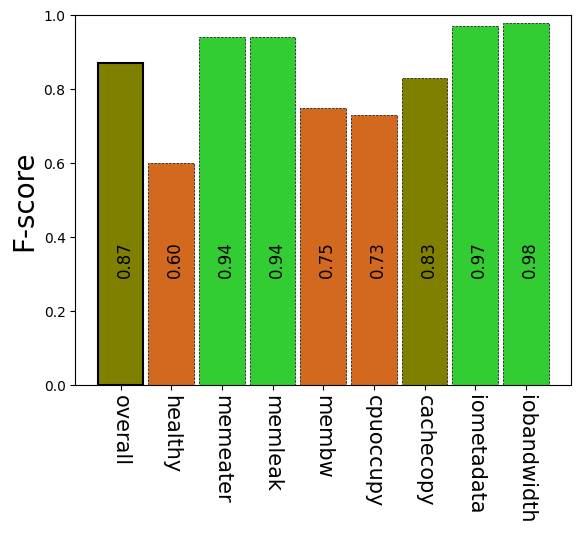 F-score
1.0
0.8
0.6
0.4
0.2
0.0
0.87
0.60
0.94
0.94
0.75
0.73
0.83
0.97
0.98
overall
healthy
memeater
memleak
membw
cpuoccupy
cachecopy
iometadata
iobandwidth